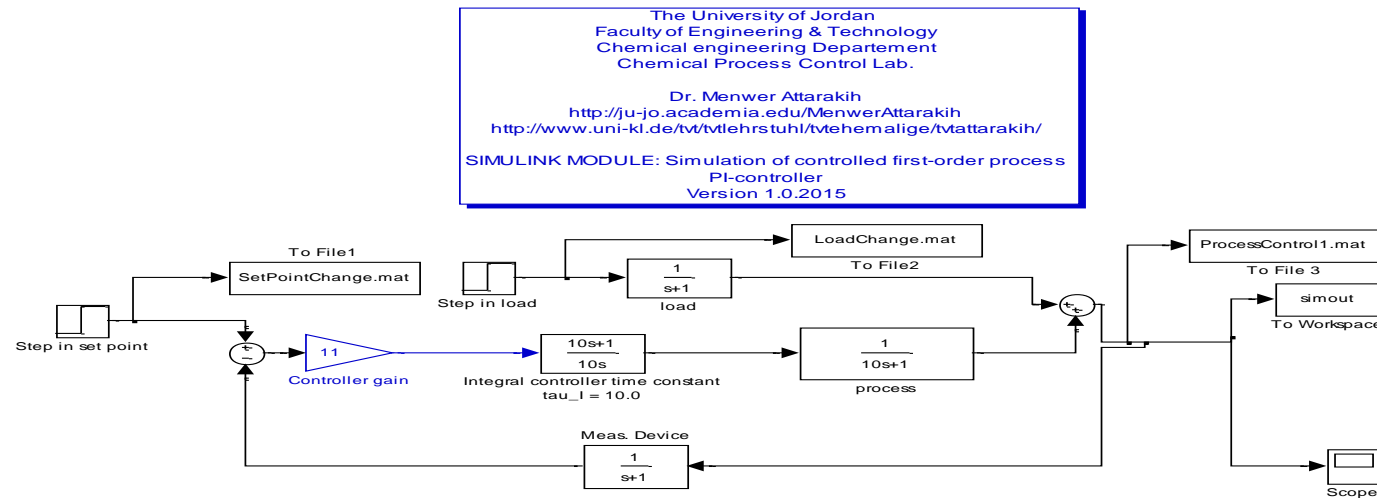 The University of Jordan
Faculty of Engineering & Technology
Chemical engineering Departement
Chemical Process Control Lab.
Dr. Menwer Attarakih
http://ju-jo.academia.edu/MenwerAttarakih
http://www.uni-kl.de/tvt/tvtlehrstuhl/tvtehemalige/tvtattarakih/
SIMULINK MODULE: Simulation of controlled first-order process
PI-controller
Version 1.0.2015
To File1
SetPointChange.mat
Step in set point
Step in load
LoadChange.mat
To File2
1
s+1
load
ProcessControl1.mat
To File 3
simout
To Workspace
11
Controller gain
10s+1
10s
Integral controller time constant
tau_I = 10.0
1
10s+1
process
Meas. Device
1
s+1
Scope